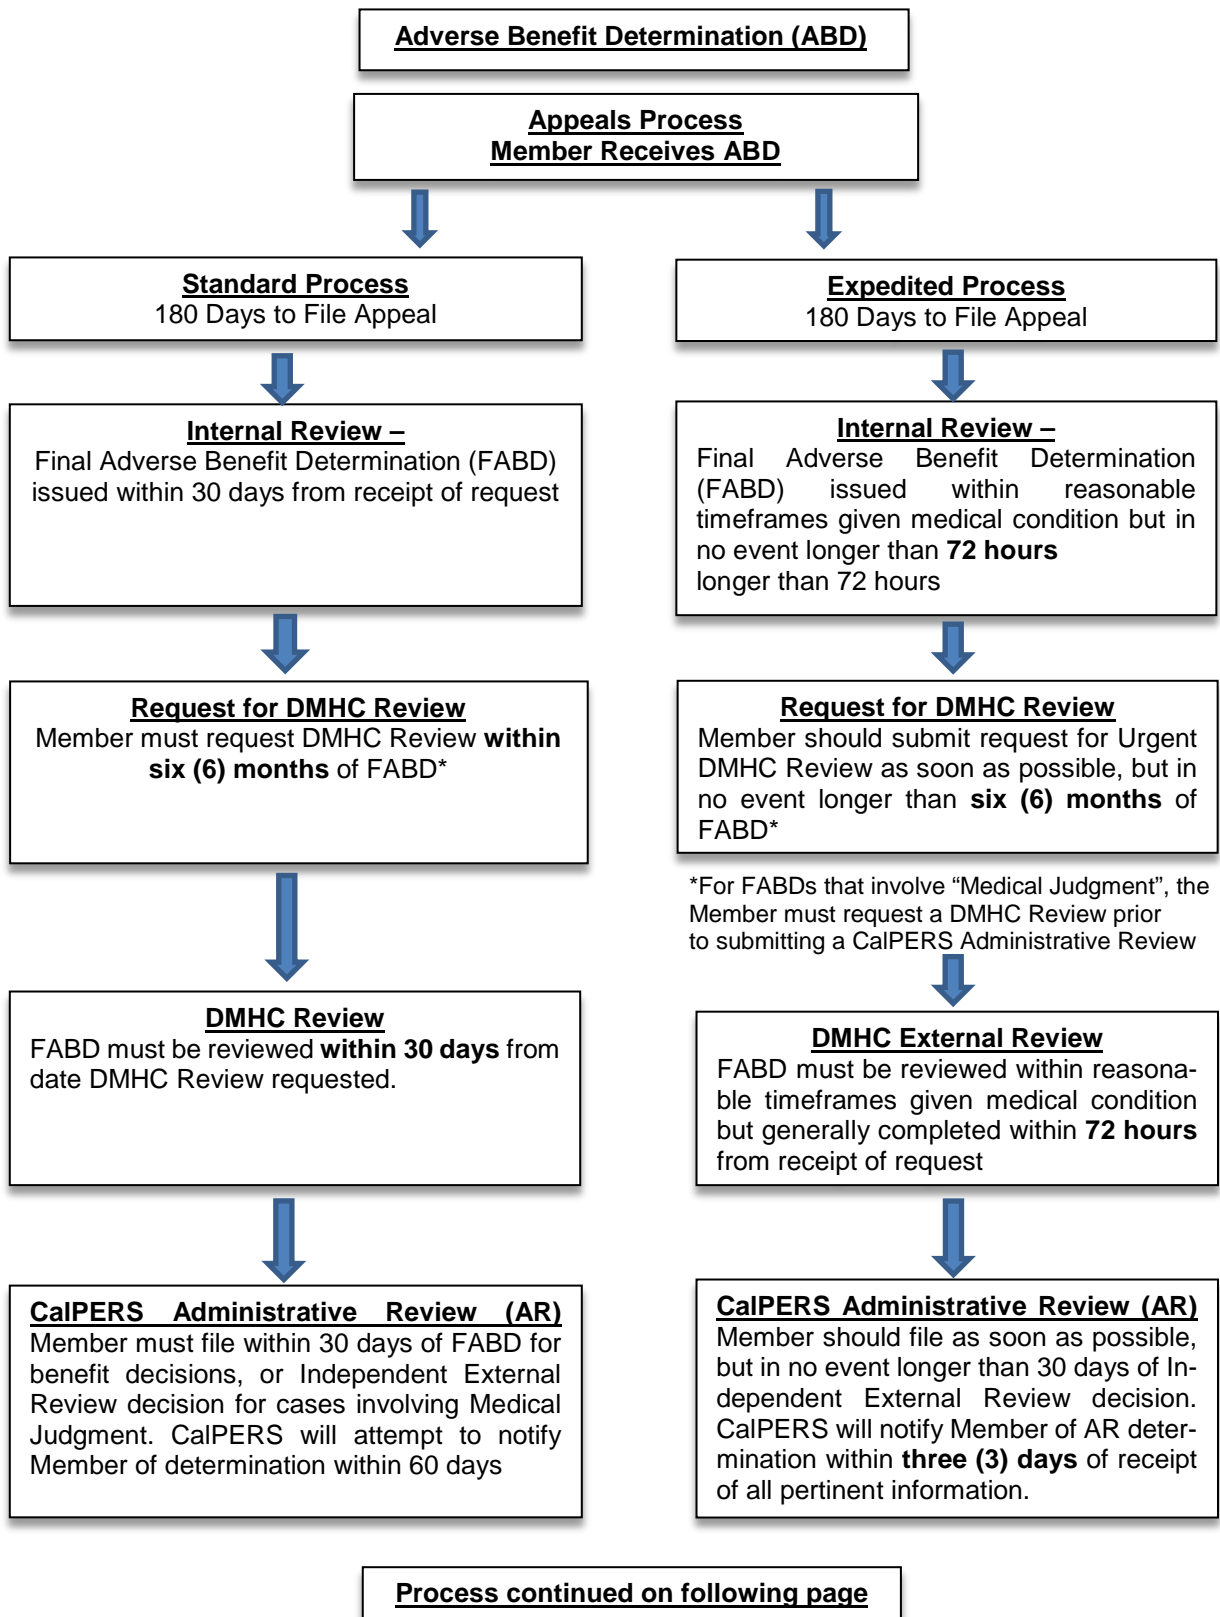 Adverse Benefit Determination (ABD)
Appeals Process
Member Receives ABD
Standard Process
180 Days to File Appeal
Expedited Process
180 Days to File Appeal
Internal Review –
Final Adverse Benefit Determination (FABD)
issued within 30 days from receipt of request
Internal Review –
Final Adverse Benefit Determination
(FABD) issued within reasonable
timeframes given medical condition but in
no event longer than 72 hours
longer than 72 hours
Request for DMHC Review
Member must request DMHC Review within
six (6) months of FABD*
Request for DMHC Review
Member should submit request for Urgent
DMHC Review as soon as possible, but in
no event longer than six (6) months of
FABD*
*For FABDs that involve “Medical Judgment”, the
Member must request a DMHC Review prior
to submitting a CalPERS Administrative Review
DMHC Review
FABD must be reviewed within 30 days from
date DMHC Review requested.
DMHC External Review
FABD must be reviewed within reasona-
ble timeframes given medical condition
but generally completed within 72 hours
from receipt of request
CalPERS Administrative Review (AR)
Member must file within 30 days of FABD for
benefit decisions, or Independent External
Review decision for cases involving Medical
Judgment. CalPERS will attempt to notify
Member of determination within 60 days
CalPERS Administrative Review (AR)
Member should file as soon as possible,
but in no event longer than 30 days of In-
dependent External Review decision.
CalPERS will notify Member of AR deter-
mination within three (3) days of receipt
of all pertinent information.
Process continued on following page